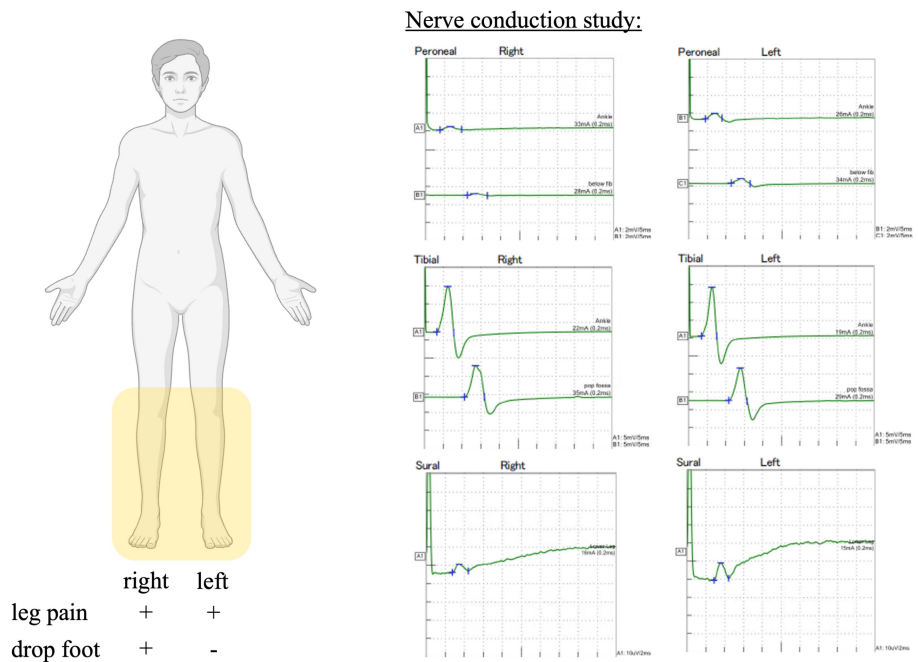 Nerve conduction study:
Peroneal Right
A1
Ankle
33mA (0.2ms)
B1
below fib
28mA (0.2ms)
A1: 2mV/5ms
B1: 2mV/5ms
Peroneal Left
B1
Ankle
26mA (0.2ms)
C1
below fib
34mA (0.2ms)
B1: 2mV/5ms
C1: 2mV/5ms
Tibial Right
A1
Ankle
22mA (0.2ms)
B1
pop fossa
35mA (0.2ms)
A1: 5mV/5ms
B1: 5mV/5ms
Tibial Left
A1
Ankle
B1
pop fossa
29mA (0.2ms)
A1: 5mV/5ms
B1: 5mV/5ms
Sural Right
A1
19mA (0.2ms)
A1: 10uV/2ms
Sural Left
A1
15mA (0.2ms)
A1: 10uV/2ms
right left
leg pain + +
drop foot + -